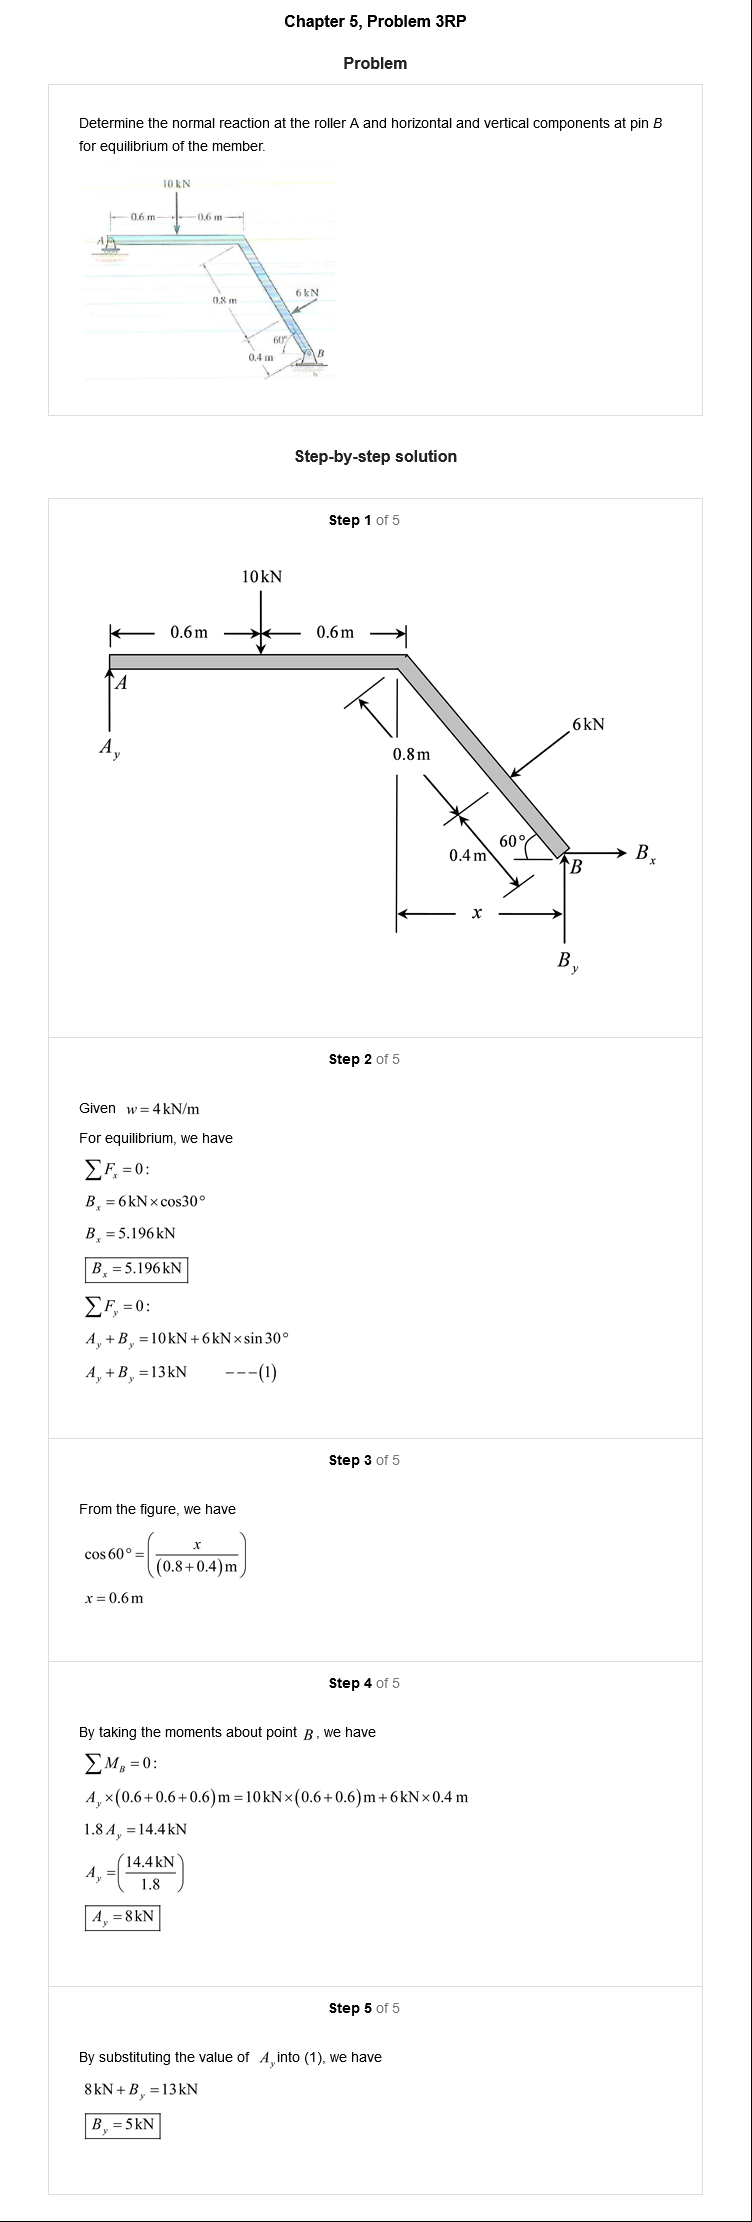 Chapter 5, Problem 3RP
Problem
Determine the normal reaction at the roller A and horizontal and vertical components at pin B
for equilibrium of the member.
10 kN
0.6 m
0.6 m
A
0.8 m
6 kN
60°
0.4 m
B
Step-by-step solution
Step 1 of 5
10 kN
0.6 m
0.6 m
A
A_y
6 kN
0.8 m
60°
0.4 m
B
B_x
x
B_y
Step 2 of 5
Given w = 4 kN/m
For equilibrium, we have
∑F_x = 0:
B_x = 6 kN × cos30°
B_x = 5.196 kN
B_x = 5.196 kN
∑F_y = 0:
A_y + B_y = 10 kN + 6 kN × sin 30°
A_y + B_y = 13 kN ---(1)
Step 3 of 5
From the figure, we have
cos 60° = (x / (0.8 + 0.4) m)
x = 0.6 m
Step 4 of 5
By taking the moments about point B, we have
∑M_B = 0:
A_y × (0.6 + 0.6 + 0.6) m = 10 kN × (0.6 + 0.6) m + 6 kN × 0.4 m
1.8 A_y = 14.4 kN
A_y = (14.4 kN / 1.8)
A_y = 8 kN
Step 5 of 5
By substituting the value of A_y into (1), we have
8 kN + B_y = 13 kN
B_y = 5 kN